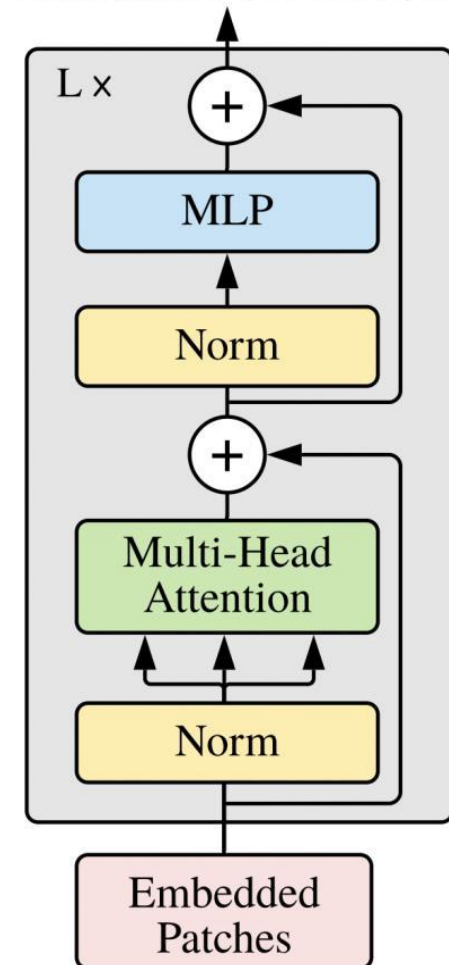 L ×
MLP
Norm
Multi-Head
Attention
Norm
Embedded
Patches